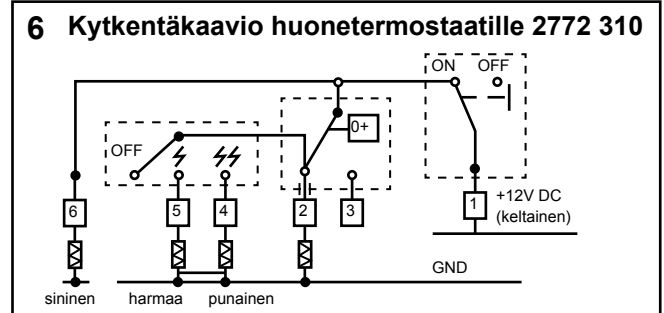 6 Kytkentäkaavio huonetermostaatille 2772 310
ON OFF
0+
OFF
6 5 4 2 3 1
+12V DC
(keltainen)
GND
sininen harmaa punainen